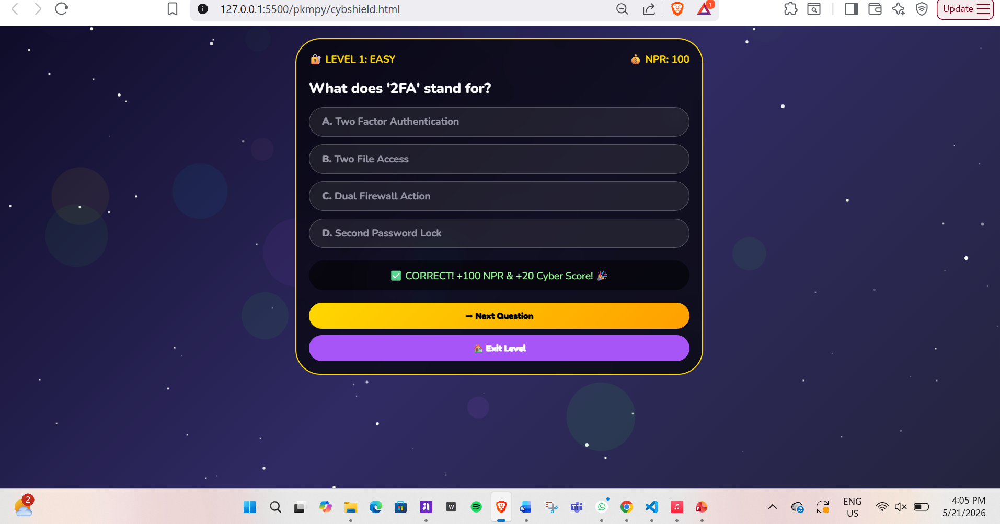 127.0.0.1:5500/pkmpy/cybshield.html
1
Update
LEVEL 1: EASY
NPR: 100
What does '2FA' stand for?
A. Two Factor Authentication
B. Two File Access
C. Dual Firewall Action
D. Second Password Lock
✅ CORRECT! +100 NPR & +20 Cyber Score! 🎉
→ Next Question
Exit Level
2
W
W
P
ENG
US
4:05 PM
5/21/2026